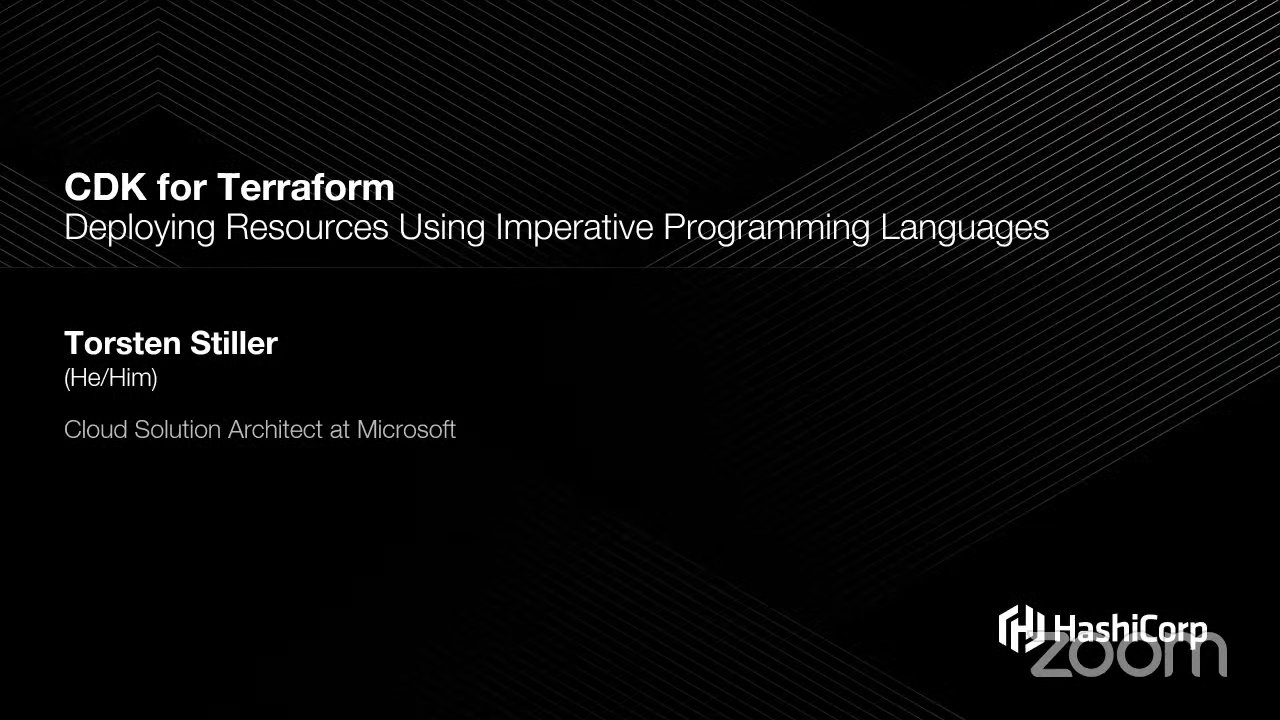 CDK for Terraform
Deploying Resources Using Imperative Programming Languages
Torsten Stiller
(He/Him)
Cloud Solution Architect at Microsoft
HashiCorp
zoom